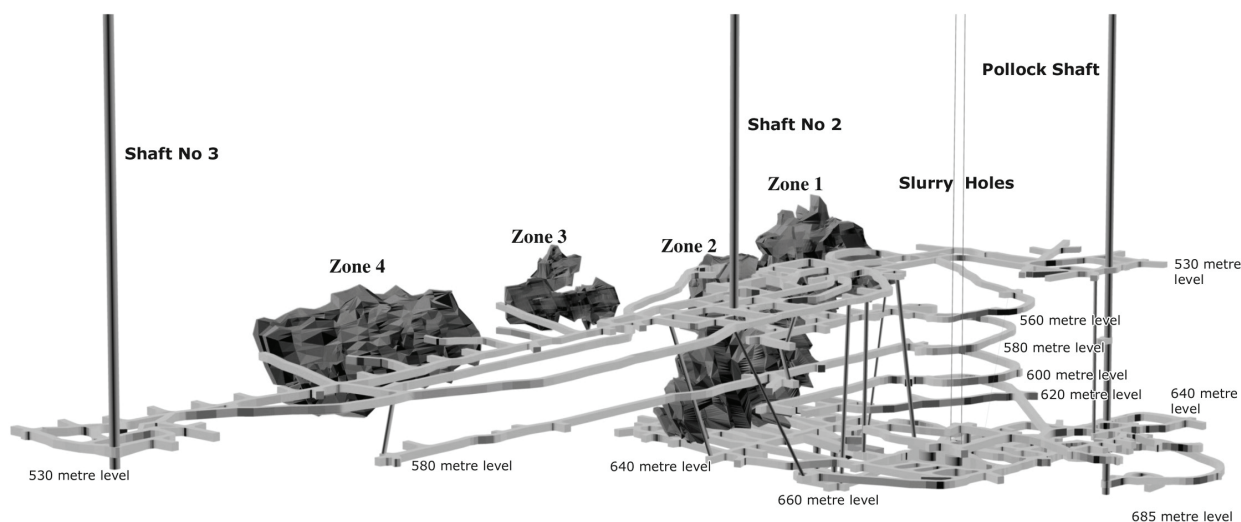 Pollock Shaft
Shaft No 2
Shaft No 3
Slurry Holes
Zone 1
Zone 3
Zone 2
Zone 4
530 metre
level
560 metre level
580 metre level
600 metre level
620 metre level
640 metre
level
530 metre level
580 metre level
640 metre level
660 metre level
685 metre level